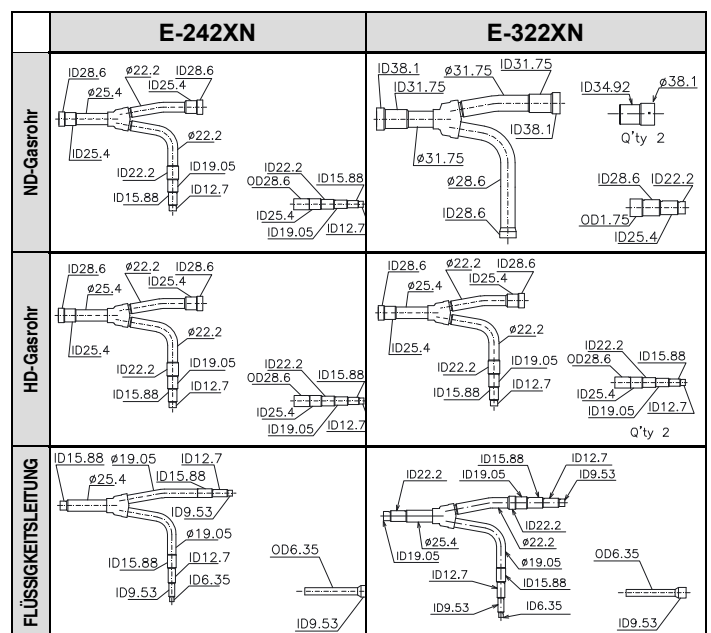 E-242XN
E-322XN
ND-Gasrohr
ID28.6 ø22.2 ID28.6
ø25.4 ID25.4
ø22.2
ID25.4
ID22.2 ID19.05
ID15.88 ID12.7
ID22.2
OD28.6 ID15.88
ID25.4
ID19.05 ID12.7
ID38.1 ø31.75 ID31.75
ID31.75
ID38.1
ø31.75
ø28.6
ID28.6
ID34.92 ø38.1
Q'ty 2
ID28.6 ID22.2
OD1.75
ID25.4
HD-Gasrohr
ID28.6 ø22.2 ID28.6
ø25.4 ID25.4
ø22.2
ID25.4
ID22.2 ID19.05
ID15.88 ID12.7
ID22.2
OD28.6 ID15.88
ID25.4
ID19.05 ID12.7
ID28.6 ø22.2 ID28.6
ø25.4 ID25.4
ø22.2
ID25.4
ID22.2 ID19.05
ID15.88 ID12.7
ID22.2
OD28.6 ID15.88
ID25.4
ID19.05 ID12.7
Q'ty 2
FLÜSSIGKEITSLEITUNG
ID15.88 ø19.05 ID12.7
ø25.4 ID15.88
ID9.53
ø19.05
ID15.88 ID12.7
ID9.53 ID6.35
OD6.35
ID9.53
ID22.2 ID15.88 ID12.7
ID19.05 ID9.53
ID22.2
ø25.4 ø22.2
ID19.05
ø19.05
ID12.7 ID15.88
ID9.53 ID6.35
OD6.35
ID9.53